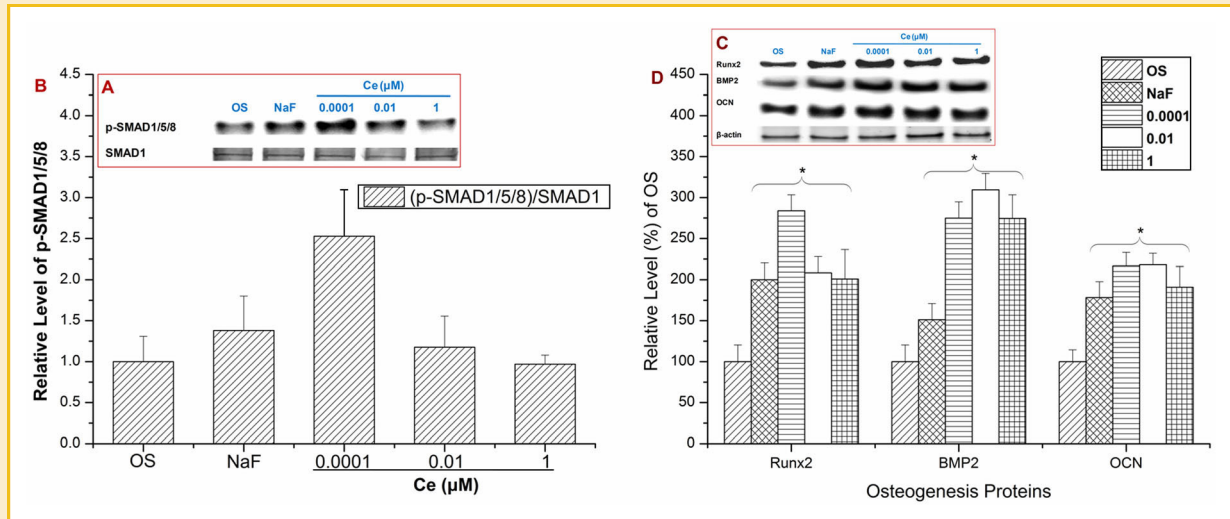 B
A
Ce (μM)
OS NaF 0.0001 0.01 1
p-SMAD1/5/8
SMAD1
(p-SMAD1/5/8)/SMAD1
Relative Level of p-SMAD1/5/8
4.5
4.0
3.5
3.0
2.5
2.0
1.5
1.0
0.5
0.0
OS NaF 0.0001 0.01 1
Ce (μM)
D
C
Ce (μM)
OS NaF 0.0001 0.01 1
Runx2
BMP2
OCN
β-actin
OS
NaF
0.0001
0.01
1
Relative Level (%) of OS
450
400
350
300
250
200
150
100
50
0
* * *
Runx2 BMP2 OCN
Osteogenesis Proteins